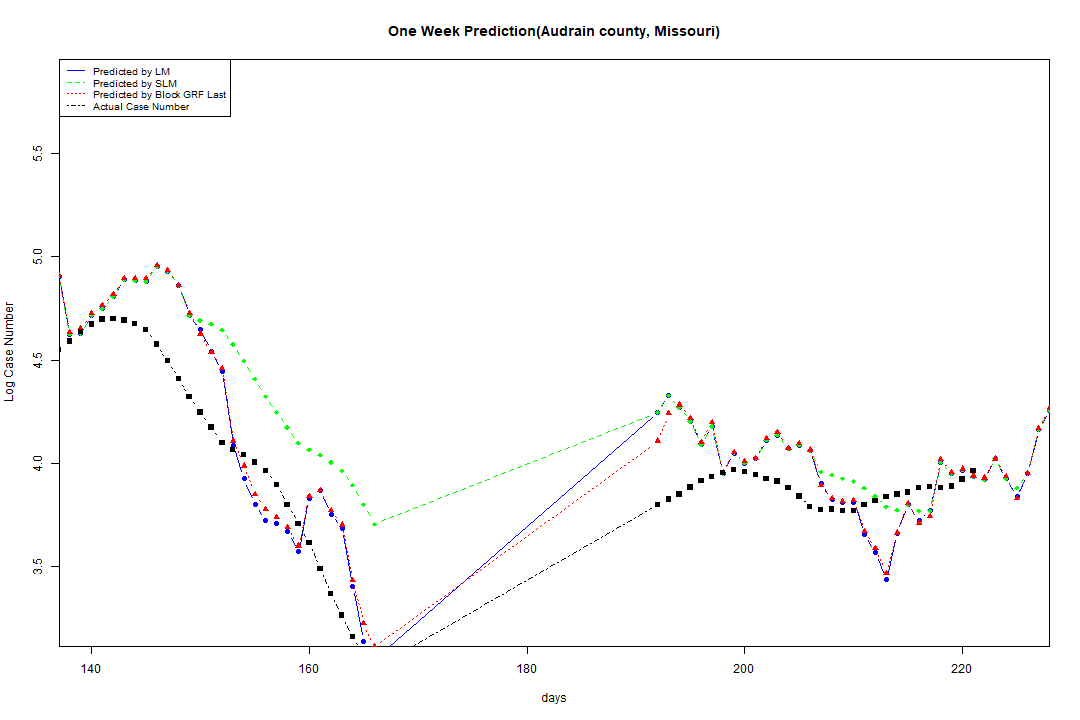 One Week Prediction(Audrain county, Missouri)
Predicted by LM
Predicted by SLM
Predicted by Block GRF Last
Actual Case Number
5.5
5.0
4.5
4.0
3.5
Log Case Number
140 160 180 200 220
days